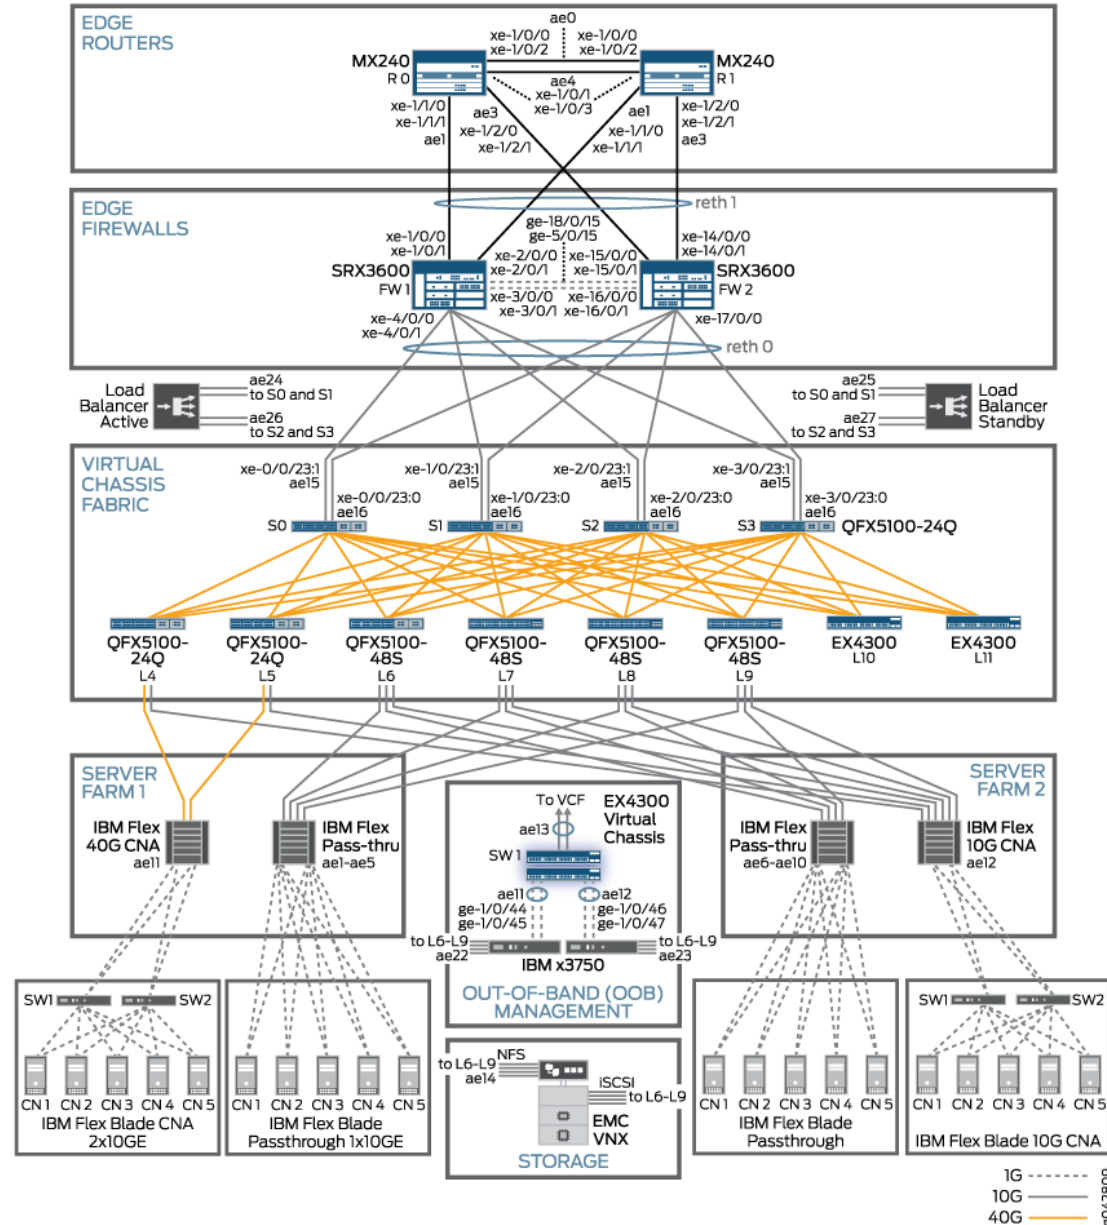 EDGE
ROUTERS
ae0
xe-1/0/0 xe-1/0/0
xe-1/0/2 xe-1/0/2
MX240 MX240
R 0 R 1
ae4
xe-1/0/1
xe-1/0/3
xe-1/1/0 ae3 ae1 xe-1/2/0
xe-1/1/1 xe-1/2/0 xe-1/1/0 xe-1/2/1
ae1 xe-1/2/1 xe-1/1/1 ae3
EDGE
FIREWALLS
reth 1
ge-18/0/15
ge-5/0/15
xe-1/0/0 xe-14/0/0
xe-1/0/1 xe-14/0/1
xe-2/0/0 xe-15/0/0
xe-2/0/1 xe-15/0/1
SRX3600 SRX3600
FW 1 FW 2
xe-3/0/0 xe-16/0/0
xe-3/0/1 xe-16/0/1
xe-4/0/0 xe-17/0/0
xe-4/0/1
reth 0
Load
Balancer
Active
ae24
to S0 and S1
ae26
to S2 and S3
ae25
to S0 and S1
ae27
to S2 and S3
Load
Balancer
Standby
VIRTUAL
CHASSIS
FABRIC
xe-0/0/23:1 xe-1/0/23:1 xe-2/0/23:1 xe-3/0/23:1
ae15 ae15 ae15 ae15
xe-0/0/23:0 xe-1/0/23:0 xe-2/0/23:0 xe-3/0/23:0
ae16 ae16 ae16 ae16
S0 S1 S2 S3 QFX5100-24Q
QFX5100- QFX5100- QFX5100- QFX5100- QFX5100- QFX5100- EX4300 EX4300
24Q 24Q 48S 48S 48S 48S L10 L11
L4 L5 L6 L7 L8 L9
SERVER
FARM 1
IBM Flex
40G CNA
ae11
IBM Flex
Pass-thru
ae1-ae5
To VCF
ae13
EX4300
Virtual
Chassis
SW 1
ae11 ae12
ge-1/0/44 ge-1/0/46
ge-1/0/45 ge-1/0/47
to L6-L9 to L6-L9
ae22 ae23
IBM x3750
OUT-OF-BAND (OOB)
MANAGEMENT
SERVER
FARM 2
IBM Flex
Pass-thru
ae6-ae10
IBM Flex
10G CNA
ae12
SW1 SW2
CN 1 CN 2 CN 3 CN 4 CN 5
IBM Flex Blade CNA
2x10GE
CN 1 CN 2 CN 3 CN 4 CN 5
IBM Flex Blade
Passthrough 1x10GE
NFS
to L6-L9
ae14
iSCSI
to L6-L9
EMC
VNX
STORAGE
CN 1 CN 2 CN 3 CN 4 CN 5
IBM Flex Blade
Passthrough
SW1 SW2
CN 1 CN 2 CN 3 CN 4 CN 5
IBM Flex Blade 10G CNA
1G
10G
40G